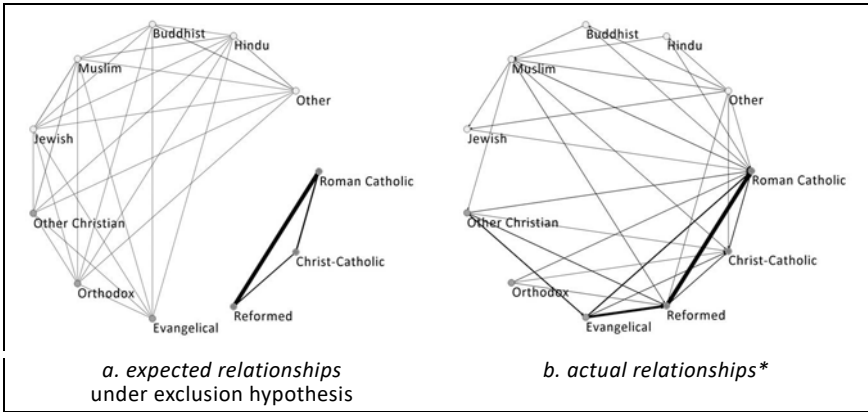 Buddhist
Hindu
Muslim
Other
Jewish
Roman Catholic
Other Christian
Christ-Catholic
Orthodox
Reformed
Evangelical
a. expected relationships
under exclusion hypothesis
Buddhist
Hindu
Muslim
Other
Jewish
Roman Catholic
Other Christian
Christ-Catholic
Orthodox
Reformed
Evangelical
b. actual relationships*